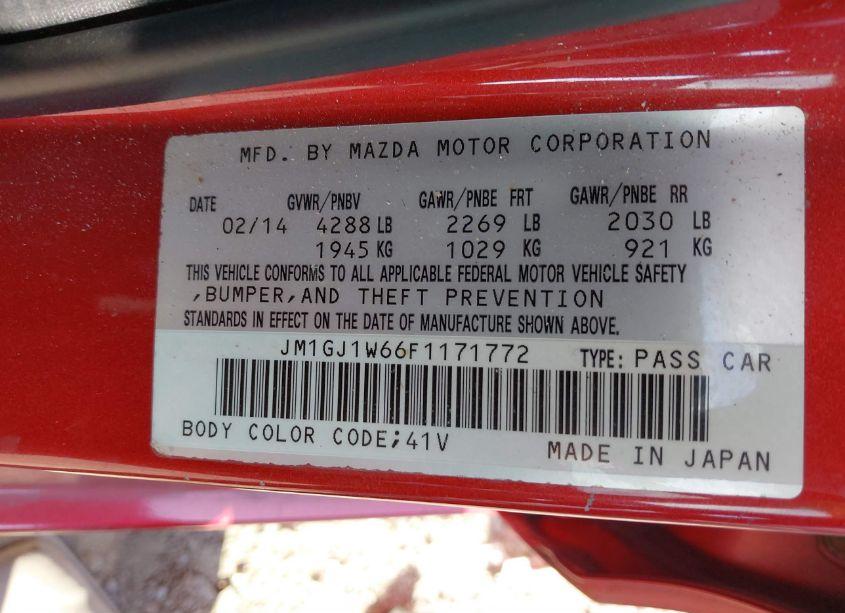 MFD. BY MAZDA MOTOR CORPORATION
DATE GVWR/PNBV GAWR/PNBE FRT GAWR/PNBE RR
02/14 4288 LB 2269 LB 2030 LB
1945 KG 1029 KG 921 KG
THIS VEHICLE CONFORMS TO ALL APPLICABLE FEDERAL MOTOR VEHICLE SAFETY
,BUMPER,AND THEFT PREVENTION
STANDARDS IN EFFECT ON THE DATE OF MANUFACTURE SHOWN ABOVE.
JM1GJ1W66F1171772 TYPE: PASS CAR
BODY COLOR CODE;41V
MADE IN JAPAN